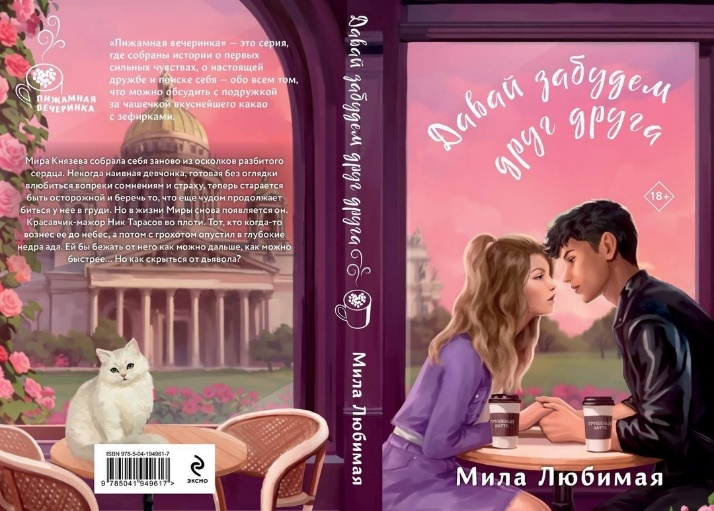 ПИЖАМНАЯ
ВЕЧЕРИНКА
«Пижамная вечеринка» — это серия,
где собраны истории о первых
сильных чувствах, о настоящей
дружбе и поиске себя — обо всем том,
что можно обсудить с подружкой
за чашечкой вкуснейшего какао
с зефирками.
Мира Князева собрала себя заново из осколков разбитого
сердца. Некогда наивная девчонка, готовая без оглядки
влюбиться вопреки сомнениям и страху, теперь старается
быть осторожной и беречь то, что еще чудом продолжает
биться у нее в груди. Но в жизни Миры снова появляется он.
Красавчик-мажор Ник Тарасов во плоти. Тот, кто когда-то
вознес ее до небес, а потом с грохотом опустил в глубокие
недра ада. Ей бы бежать от него как можно дальше, как можно
быстрее... Но как скрыться от дьявола?
ISBN 978-5-04-194961-7
9 785041 949617 >
ЭКСМО
Давай забудем друг друга
Мила Любимая
Давай забудем
друг друга
18+
Мила Любимая